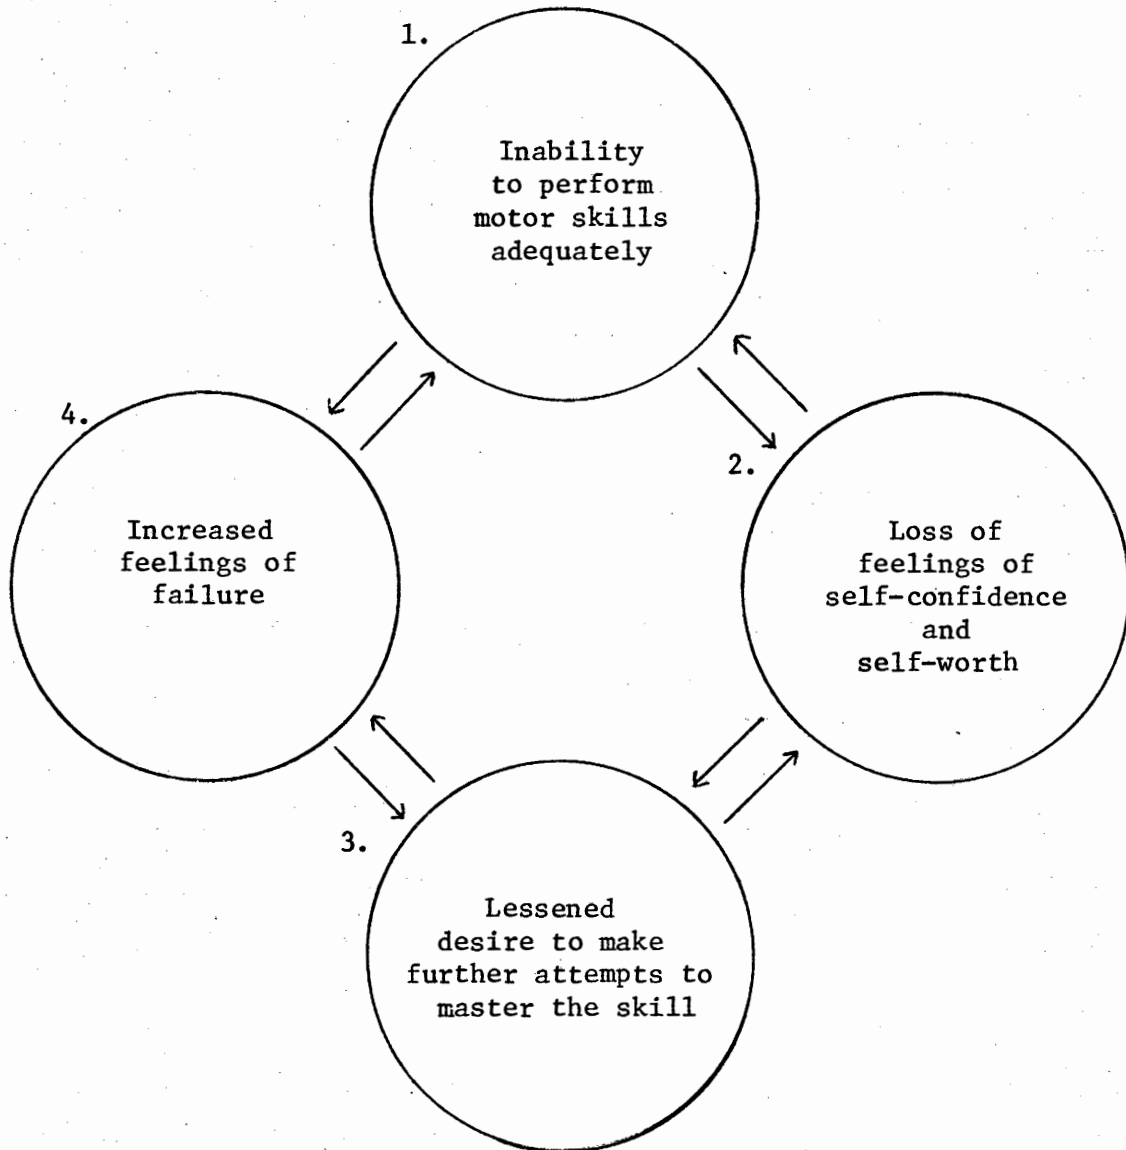 1.
Inability
to perform
motor skills
adequately
2.
Loss of
feelings of
self-confidence
and
self-worth
3.
Lessened
desire to make
further attempts to
master the skill
4.
Increased
feelings of
failure